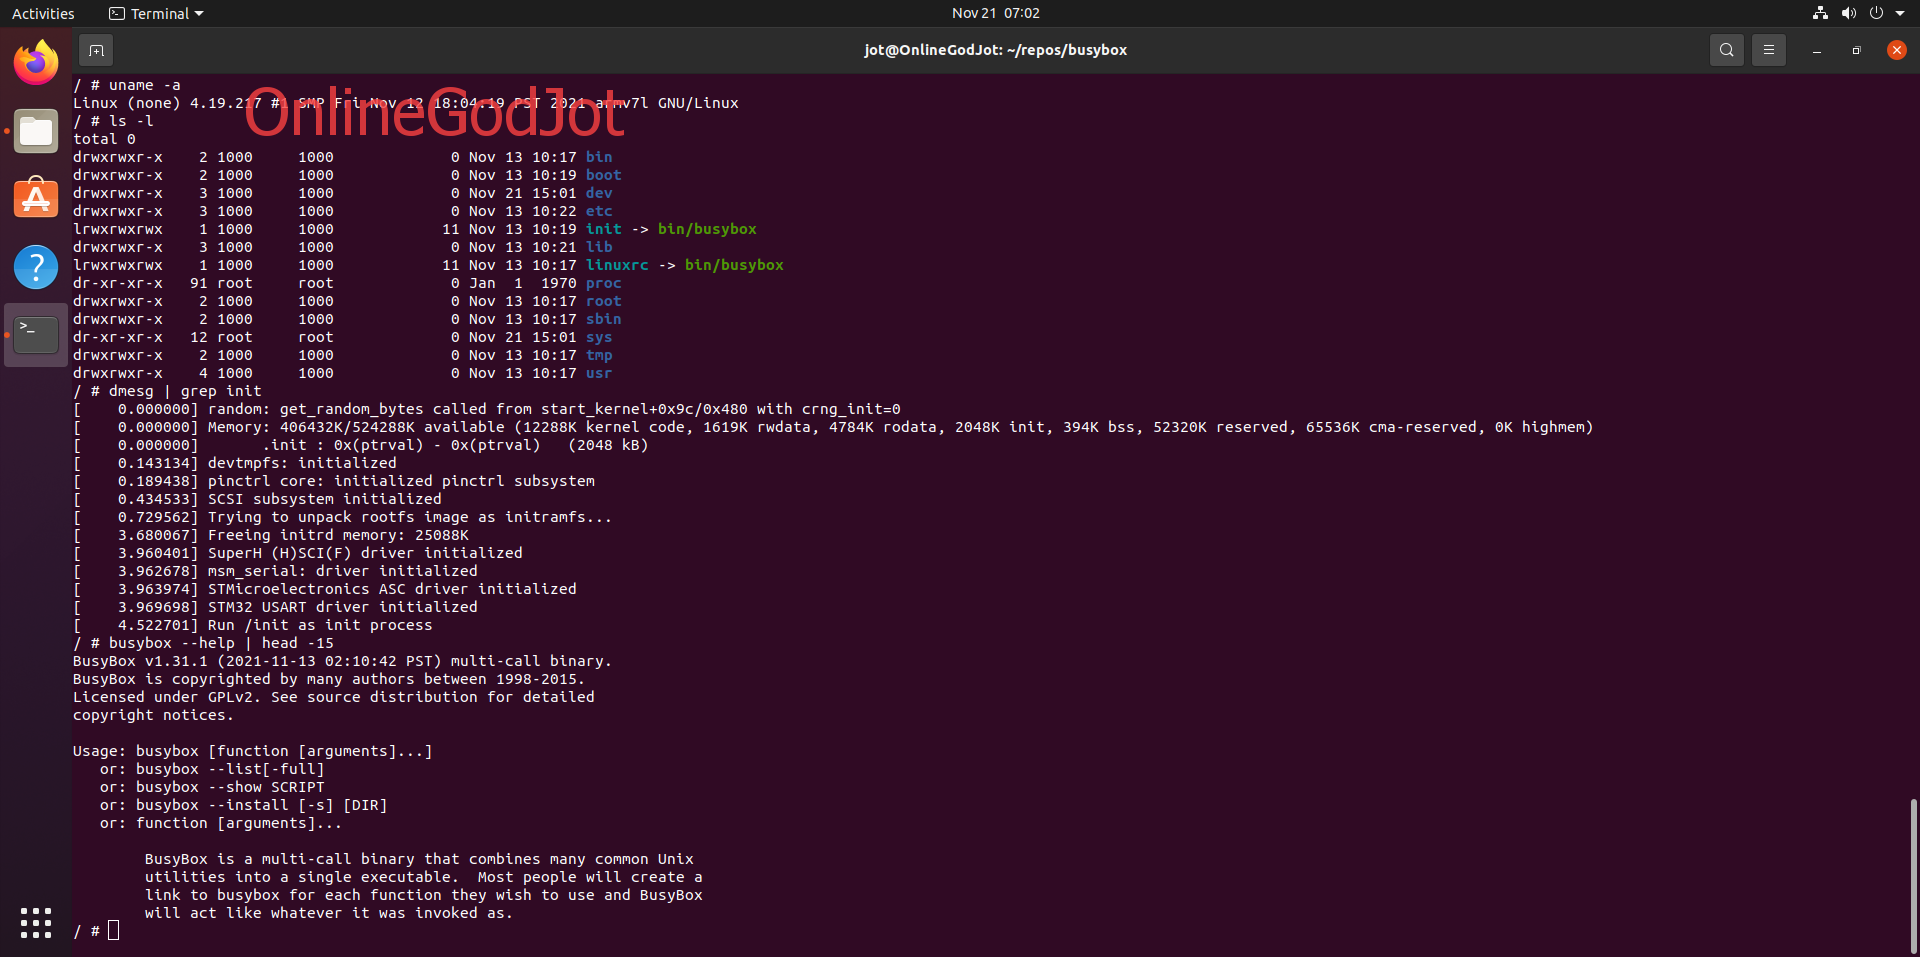 Activities Terminal Nov 21 07:02
jot@OnlineGodJot: ~/repos/busybox
/ # uname -a
Linux (none) 4.19.217 #1 SMP Fri Nov 12 18:04:19 PST 2021 armv7l GNU/Linux
OnlineGodJot
/ # ls -l
total 0
drwxrwxr-x    2 1000     1000             0 Nov 13 10:17 bin
drwxrwxr-x    2 1000     1000             0 Nov 13 10:19 boot
drwxrwxr-x    3 1000     1000             0 Nov 21 15:01 dev
drwxrwxr-x    3 1000     1000             0 Nov 13 10:22 etc
lrwxrwxrwx    1 1000     1000            11 Nov 13 10:19 init -> bin/busybox
drwxrwxr-x    3 1000     1000             0 Nov 13 10:21 lib
lrwxrwxrwx    1 1000     1000            11 Nov 13 10:17 linuxrc -> bin/busybox
dr-xr-xr-x   91 root     root             0 Jan  1  1970 proc
drwxrwxr-x    2 1000     1000             0 Nov 13 10:17 root
drwxrwxr-x    2 1000     1000             0 Nov 13 10:17 sbin
dr-xr-xr-x   12 root     root             0 Nov 21 15:01 sys
drwxrwxr-x    2 1000     1000             0 Nov 13 10:17 tmp
drwxrwxr-x    4 1000     1000             0 Nov 13 10:17 usr
/ # dmesg | grep init
[    0.000000] random: get_random_bytes called from start_kernel+0x9c/0x480 with crng_init=0
[    0.000000] Memory: 406432K/524288K available (12288K kernel code, 1619K rwdata, 4784K rodata, 2048K init, 394K bss, 52320K reserved, 65536K cma-reserved, 0K highmem)
[    0.000000]       .init : 0x(ptrval) - 0x(ptrval)   (2048 kB)
[    0.143134] devtmpfs: initialized
[    0.189438] pinctrl core: initialized pinctrl subsystem
[    0.434533] SCSI subsystem initialized
[    0.729562] Trying to unpack rootfs image as initramfs...
[    3.680067] Freeing initrd memory: 25088K
[    3.960401] SuperH (H)SCI(F) driver initialized
[    3.962678] msm_serial: driver initialized
[    3.963974] STMicroelectronics ASC driver initialized
[    3.969698] STM32 USART driver initialized
[    4.522701] Run /init as init process
/ # busybox --help | head -15
BusyBox v1.31.1 (2021-11-13 02:10:42 PST) multi-call binary.
BusyBox is copyrighted by many authors between 1998-2015.
Licensed under GPLv2. See source distribution for detailed
copyright notices.
Usage: busybox [function [arguments]...]
   or: busybox --list[-full]
   or: busybox --show SCRIPT
   or: busybox --install [-s] [DIR]
   or: function [arguments]...
        BusyBox is a multi-call binary that combines many common Unix
        utilities into a single executable.  Most people will create a
        link to busybox for each function they wish to use and BusyBox
        will act like whatever it was invoked as.
/ #